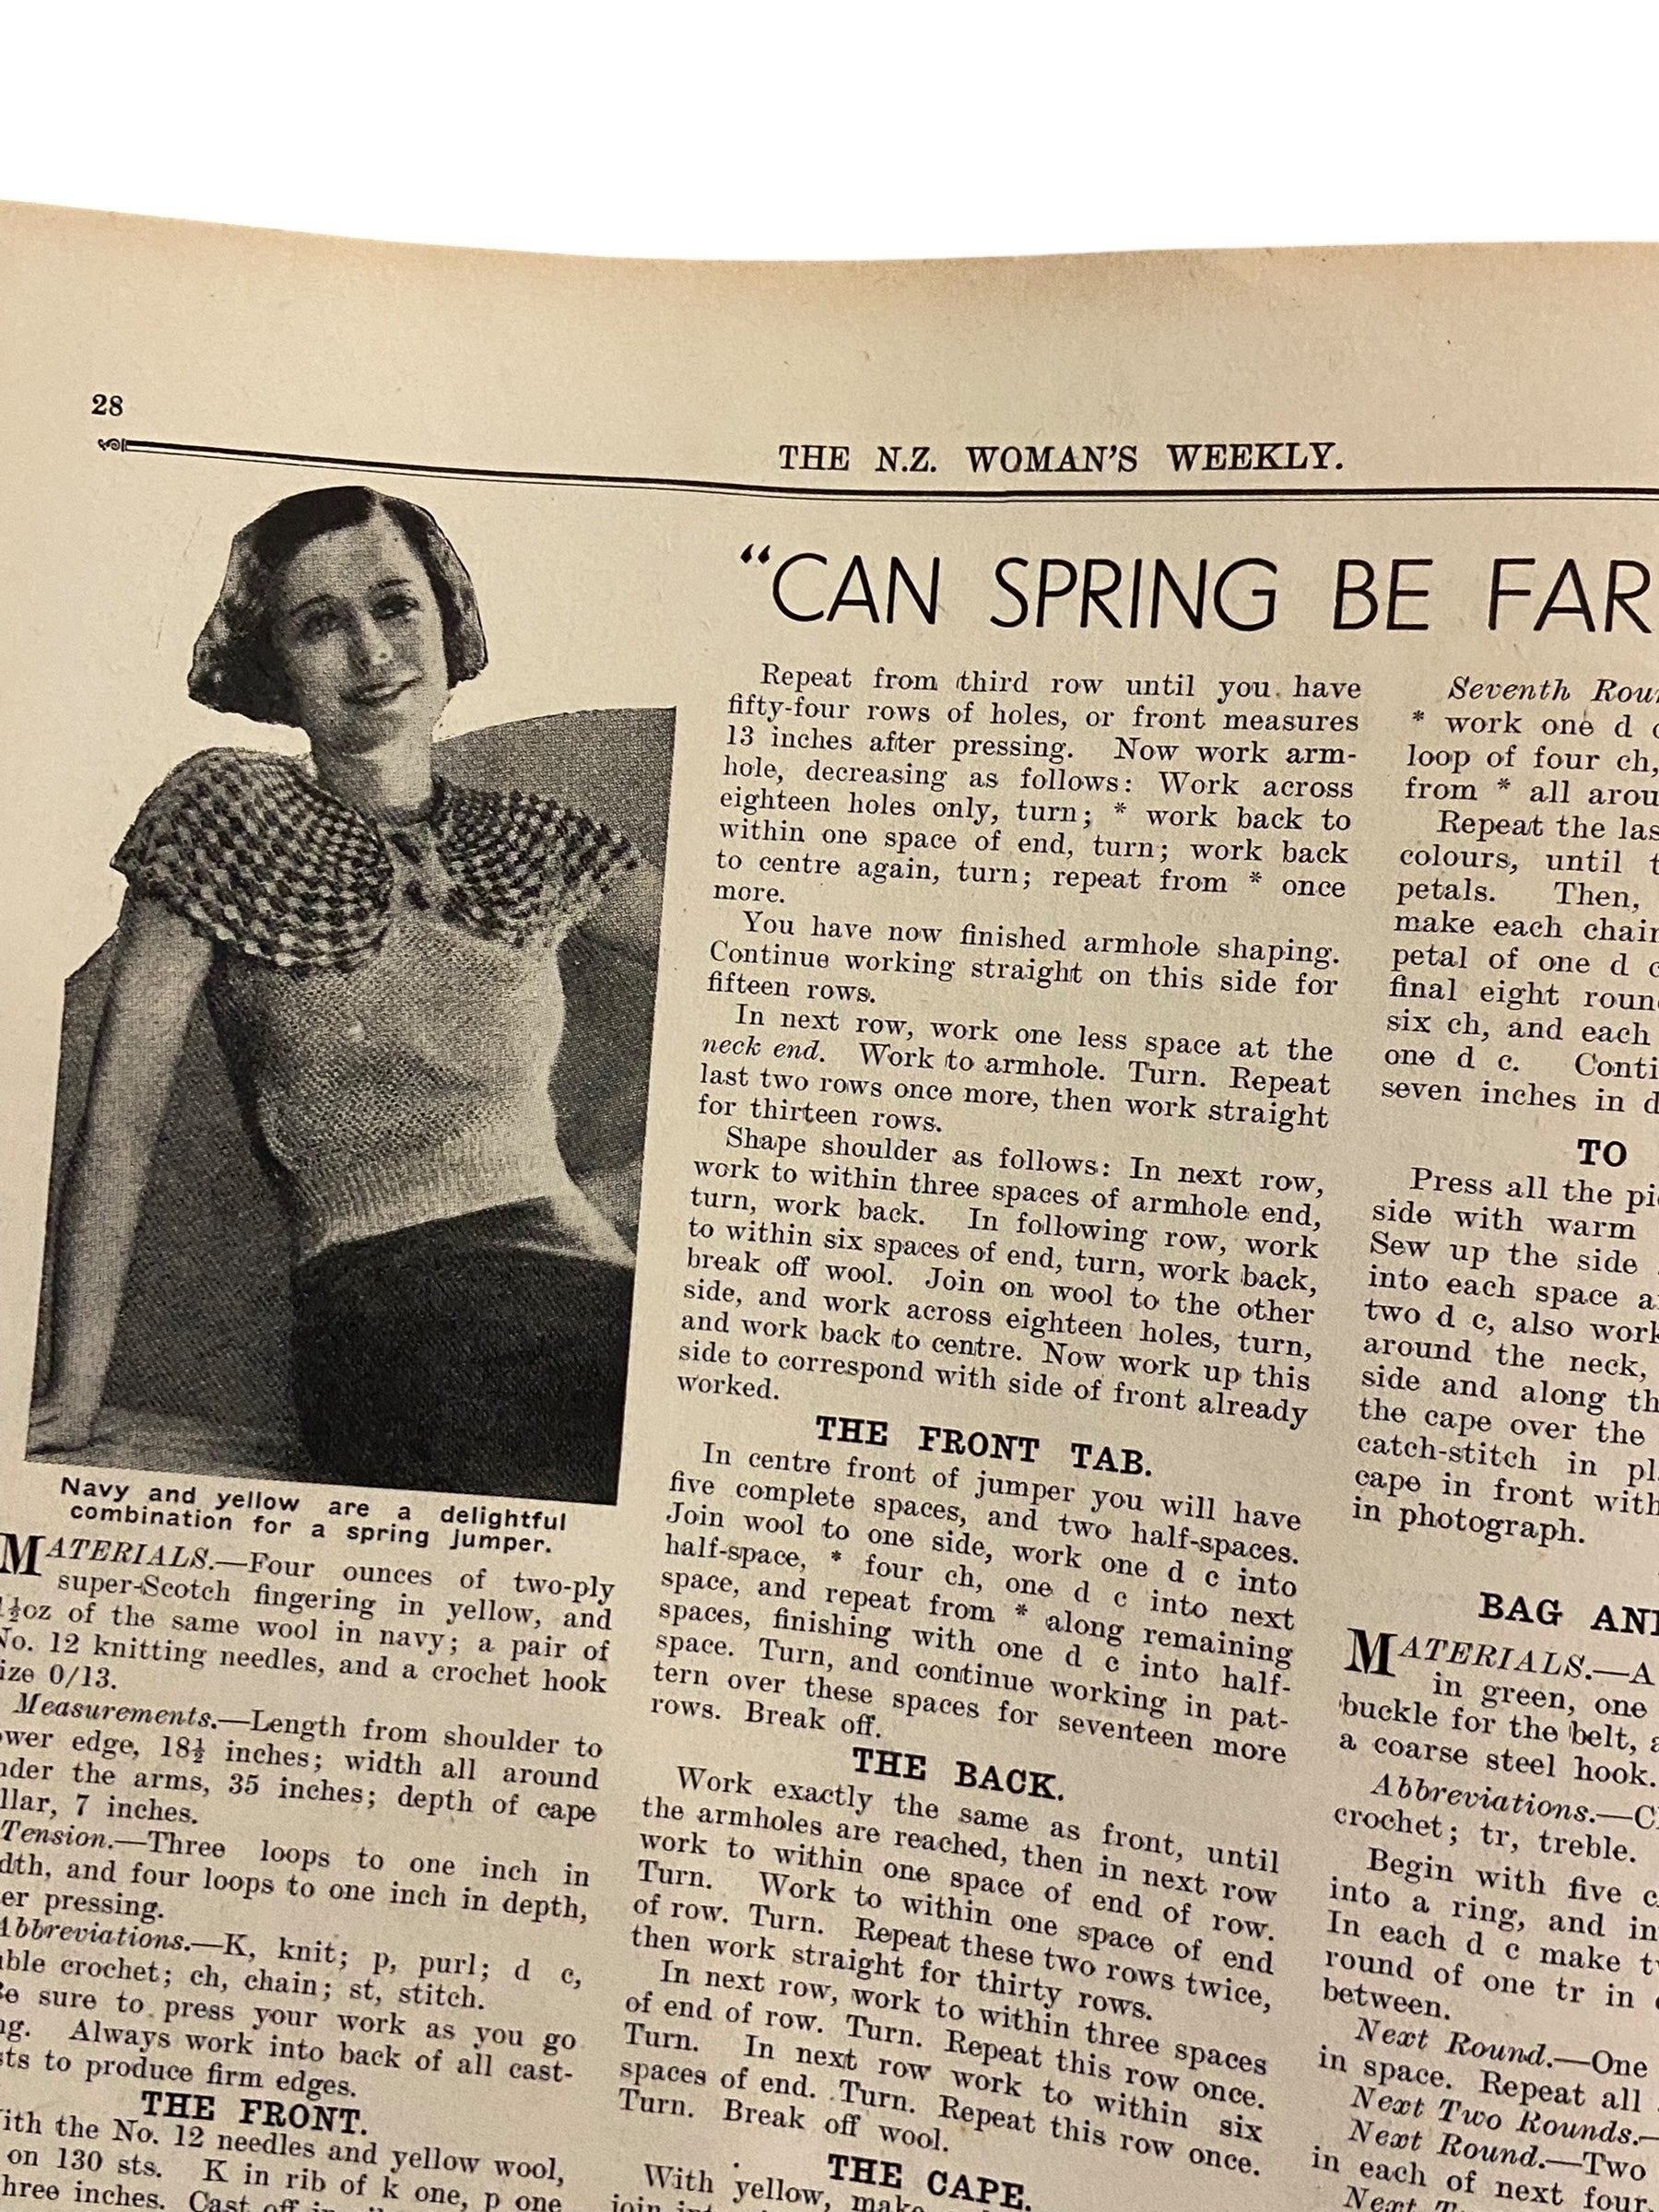 28
THE N.Z. WOMAN'S WEEKLY.
"CAN SPRING BE FAR
Navy and yellow are a delightful
combination for a spring jumper.
MATERIALS.—Four ounces of two-ply
super-Scotch fingering in yellow, and
1½oz of the same wool in navy; a pair of
No. 12 knitting needles, and a crochet hook
ize 0/13.
Measurements.—Length from shoulder to
ower edge, 18½ inches; width all around
nder the arms, 35 inches; depth of cape
llar, 7 inches.
Tension.—Three loops to one inch in
dth, and four loops to one inch in depth,
er pressing.
Abbreviations.—K, knit; p, purl; d c,
ble crochet; ch, chain; st, stitch.
e sure to press your work as you go
ng. Always work into back of all cast-
sts to produce firm edges.
THE FRONT.
ith the No. 12 needles and yellow wool,
on 130 sts. K in rib of k one, p one
hree inches. Cast off in
Repeat from third row until you have
fifty-four rows of holes, or front measures
13 inches after pressing. Now work arm-
hole, decreasing as follows: Work across
eighteen holes only, turn; * work back to
within one space of end, turn; work back
to centre again, turn; repeat from * once
more.
You have now finished armhole shaping.
Continue working straight on this side for
fifteen rows.
In next row, work one less space at the
neck end. Work to armhole. Turn. Repeat
last two rows once more, then work straight
for thirteen rows.
Shape shoulder as follows: In next row,
work to within three spaces of armhole end,
turn, work back. In following row, work
to within six spaces of end, turn, work back,
break off wool. Join on wool to the other
side, and work across eighteen holes, turn,
and work back to centre. Now work up this
side to correspond with side of front already
worked.
THE FRONT TAB.
In centre front of jumper you will have
five complete spaces, and two half-spaces.
Join wool to one side, work one d c into
half-space, * four ch, one d c into next
space, and repeat from * along remaining
spaces, finishing with one d c into half-
space. Turn, and continue working in pat-
tern over these spaces for seventeen more
rows. Break off.
THE BACK.
Work exactly the same as front, until
the armholes are reached, then in next row
work to within one space of end of row.
Turn. Work to within one space of end
of row. Turn. Repeat these two rows twice,
then work straight for thirty rows.
In next row, work to within three spaces
of end of row. Turn. Repeat this row once.
Turn. In next row work to within six
spaces of end. Turn. Repeat this row once.
Turn. Break off wool.
THE CAPE.
With yellow, make
join
Seventh Roun
* work one d c
loop of four ch,
from * all arou
Repeat the las
colours, until t
petals. Then,
make each chain
petal of one d c
final eight roun
six ch, and each
one d c. Conti
seven inches in d
TO
Press all the pie
side with warm
Sew up the side
into each space a
two d c, also work
around the neck,
side and along th
the cape over the
catch-stitch in pl
cape in front with
in photograph.
BAG AN
MATERIALS.—A
in green, one
buckle for the belt, a
a coarse steel hook.
Abbreviations.—C
crochet; tr, treble.
Begin with five c
into a ring, and in
In each d c make t
round of one tr in
between.
Next Round.—One
in space. Repeat all
Next Two Rounds.—
Next Round.—Two
in each of next four
Next